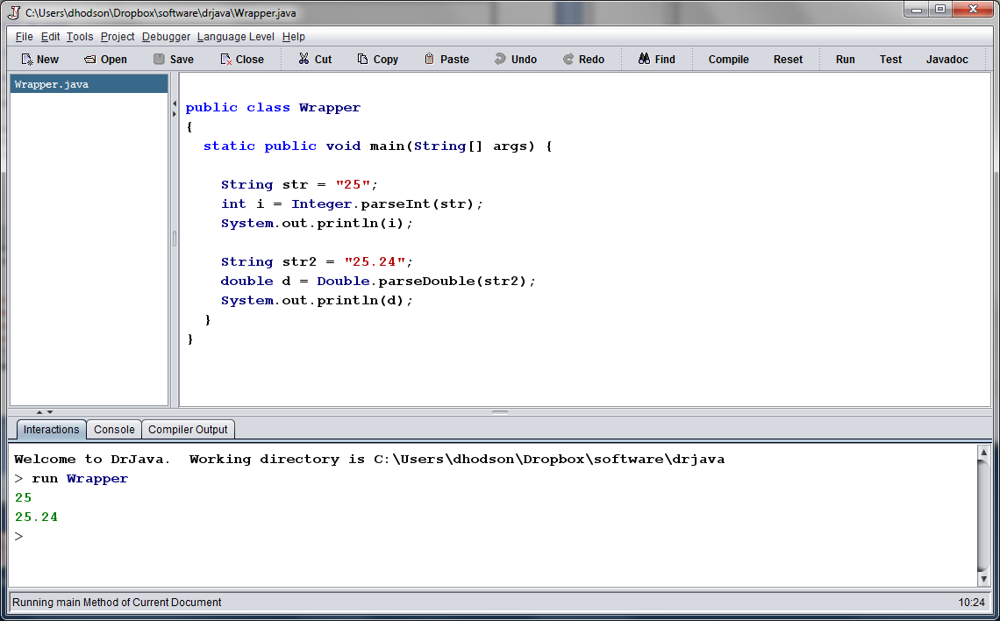 C:\Users\dhodson\Dropbox\software\drjava\Wrapper.java
File Edit Tools Project Debugger Language Level Help
New Open Save Close Cut Copy Paste Undo Redo Find Compile Reset Run Test Javadoc
Wrapper.java
public class Wrapper
{
static public void main(String[] args) {
String str = "25";
int i = Integer.parseInt(str);
System.out.println(i);
String str2 = "25.24";
double d = Double.parseDouble(str2);
System.out.println(d);
}
}
Interactions Console Compiler Output
Welcome to DrJava.  Working directory is C:\Users\dhodson\Dropbox\software\drjava
> run Wrapper
25
25.24
>
Running main Method of Current Document 10:24